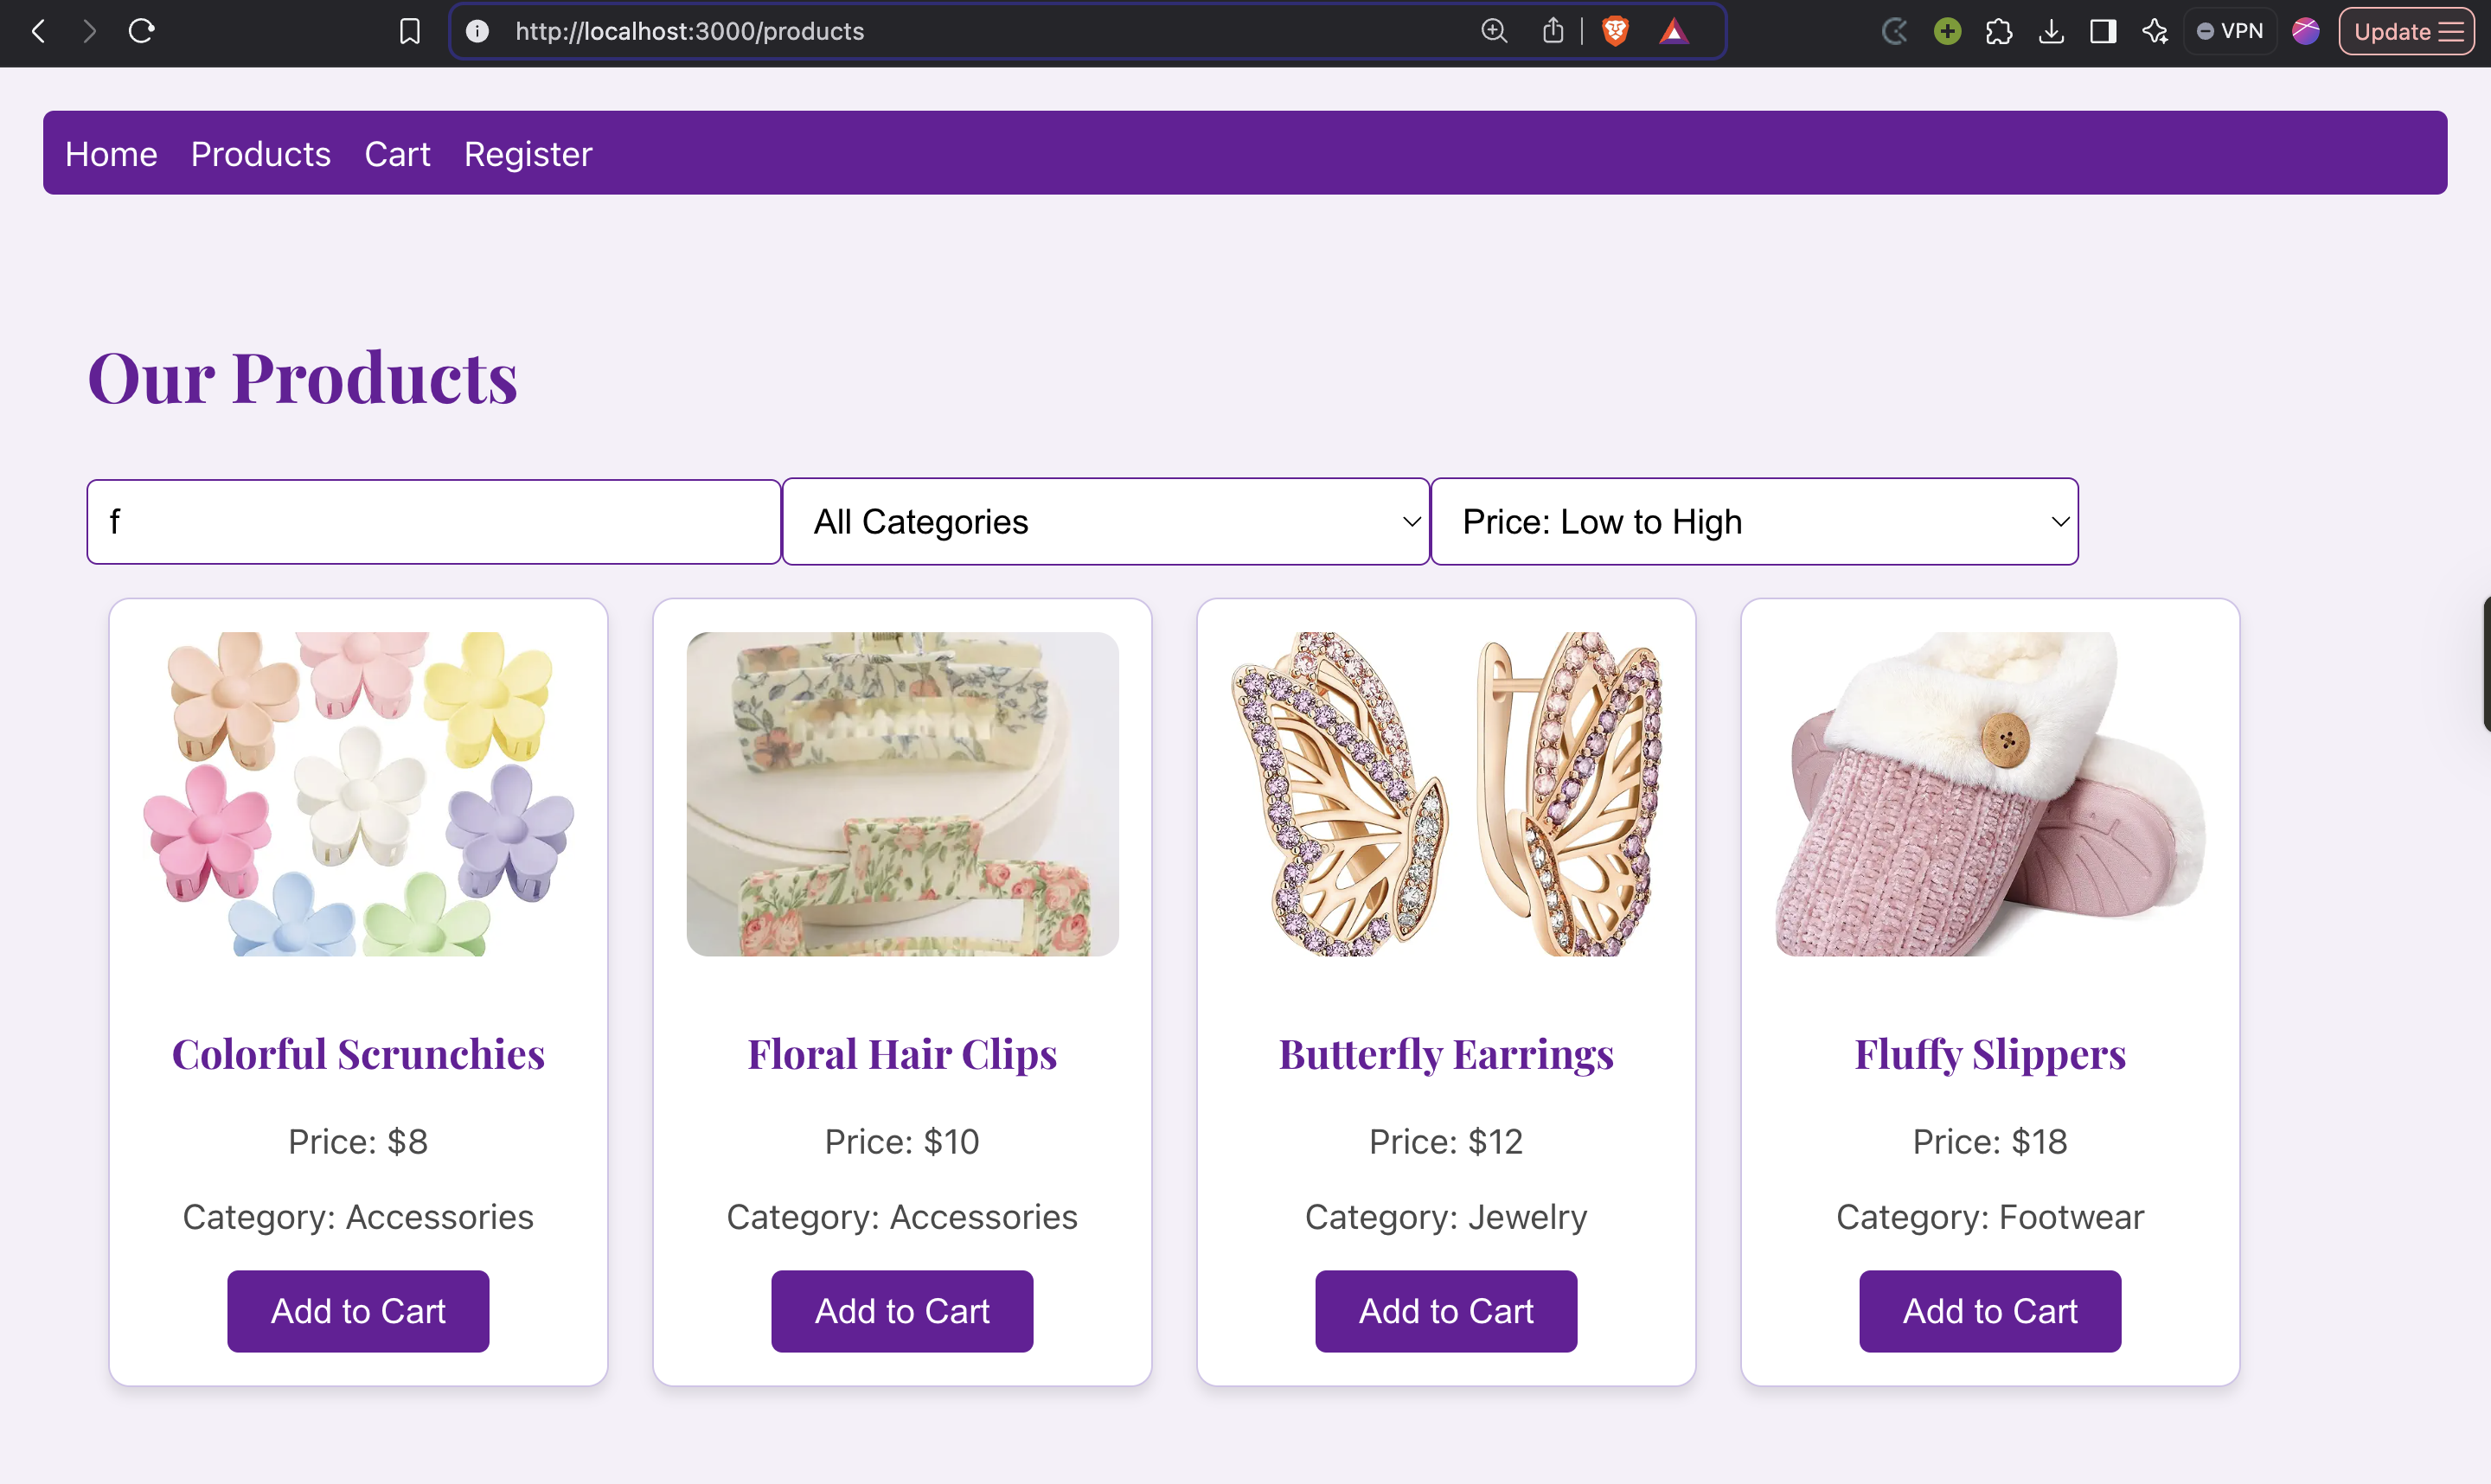 http://localhost:3000/products
VPN
Update
Home Products Cart Register
Our Products
f
All Categories
Price: Low to High
Colorful Scrunchies
Price: $8
Category: Accessories
Add to Cart
Floral Hair Clips
Price: $10
Category: Accessories
Add to Cart
Butterfly Earrings
Price: $12
Category: Jewelry
Add to Cart
Fluffy Slippers
Price: $18
Category: Footwear
Add to Cart